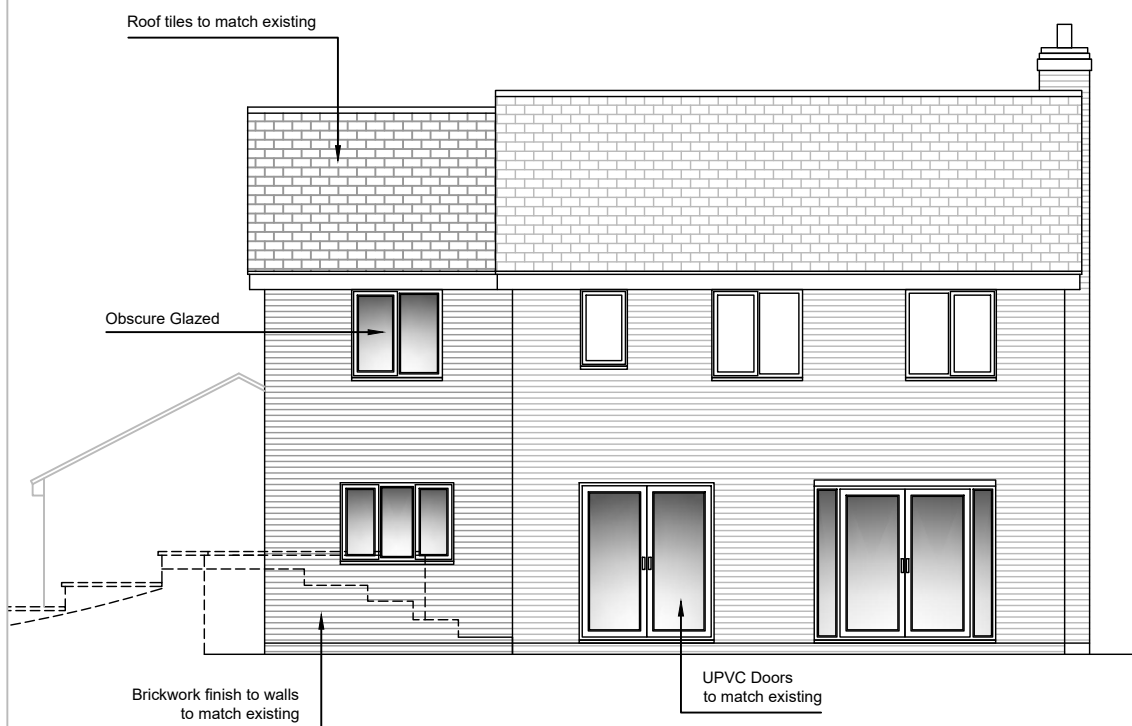 Roof tiles to match existing
Obscure Glazed
Brickwork finish to walls
to match existing
UPVC Doors
to match existing